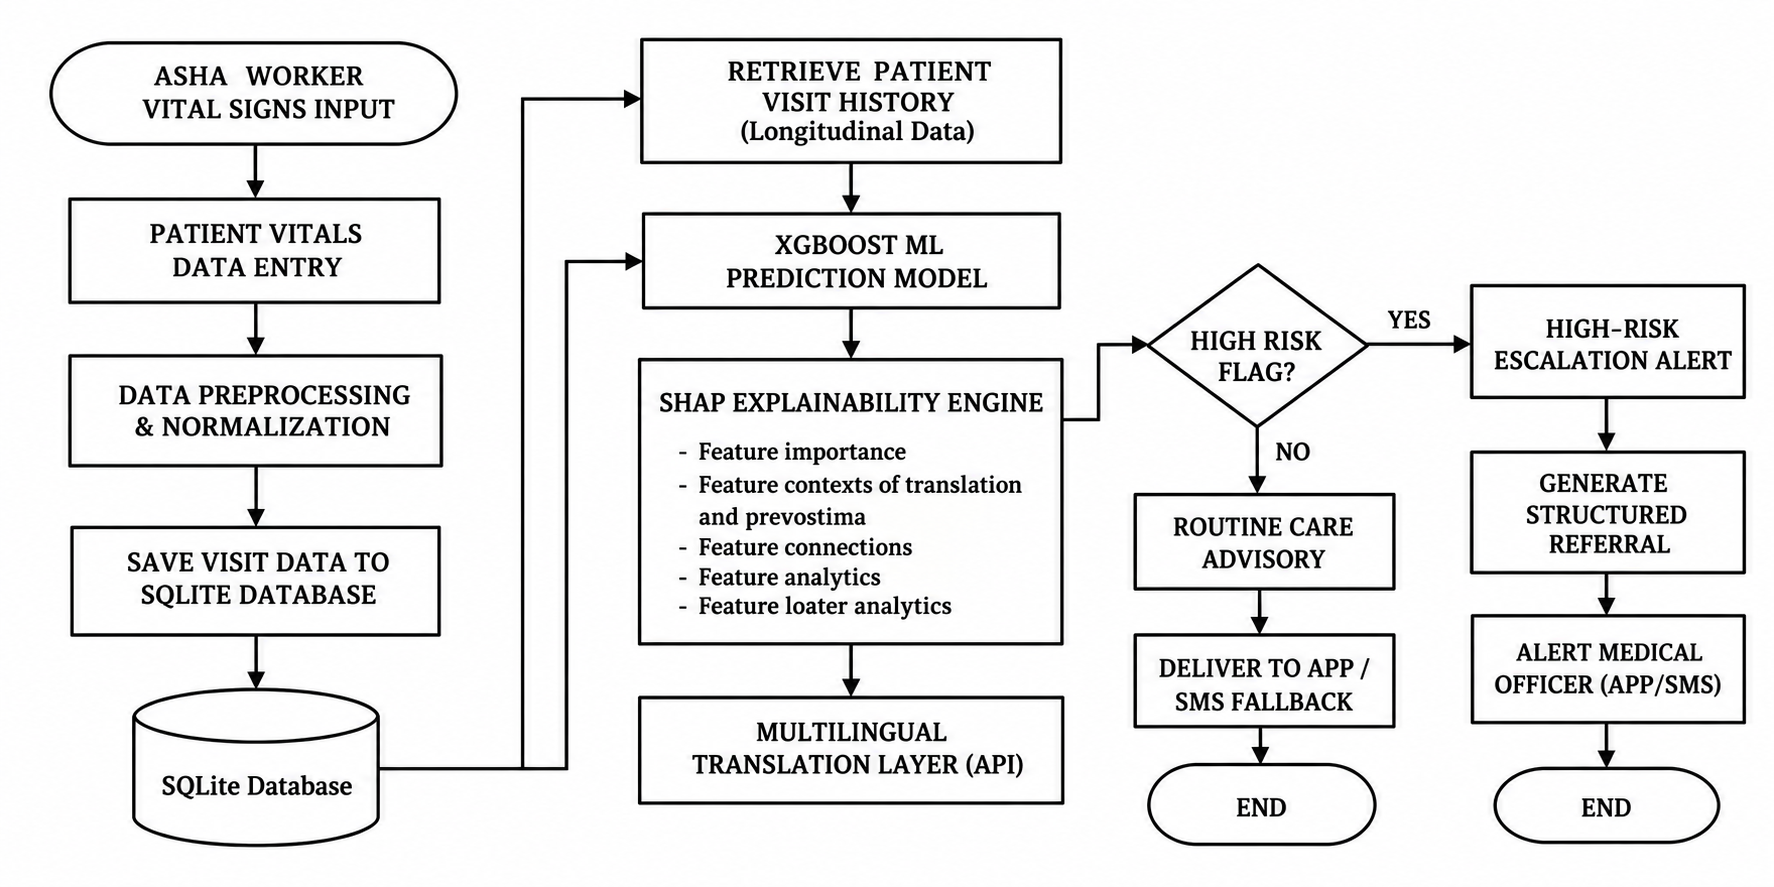 ASHA WORKER
VITAL SIGNS INPUT
PATIENT VITALS
DATA ENTRY
DATA PREPROCESSING
& NORMALIZATION
SAVE VISIT DATA TO
SQLITE DATABASE
SQLite Database
RETRIEVE PATIENT
VISIT HISTORY
(Longitudinal Data)
XGBOOST ML
PREDICTION MODEL
SHAP EXPLAINABILITY ENGINE
- Feature importance
- Feature contexts of translation
and prevostima
- Feature connections
- Feature analytics
- Feature loater analytics
MULTILINGUAL
TRANSLATION LAYER (API)
HIGH RISK
FLAG?
YES
NO
ROUTINE CARE
ADVISORY
DELIVER TO APP /
SMS FALLBACK
END
HIGH-RISK
ESCALATION ALERT
GENERATE
STRUCTURED
REFERRAL
ALERT MEDICAL
OFFICER (APP/SMS)
END